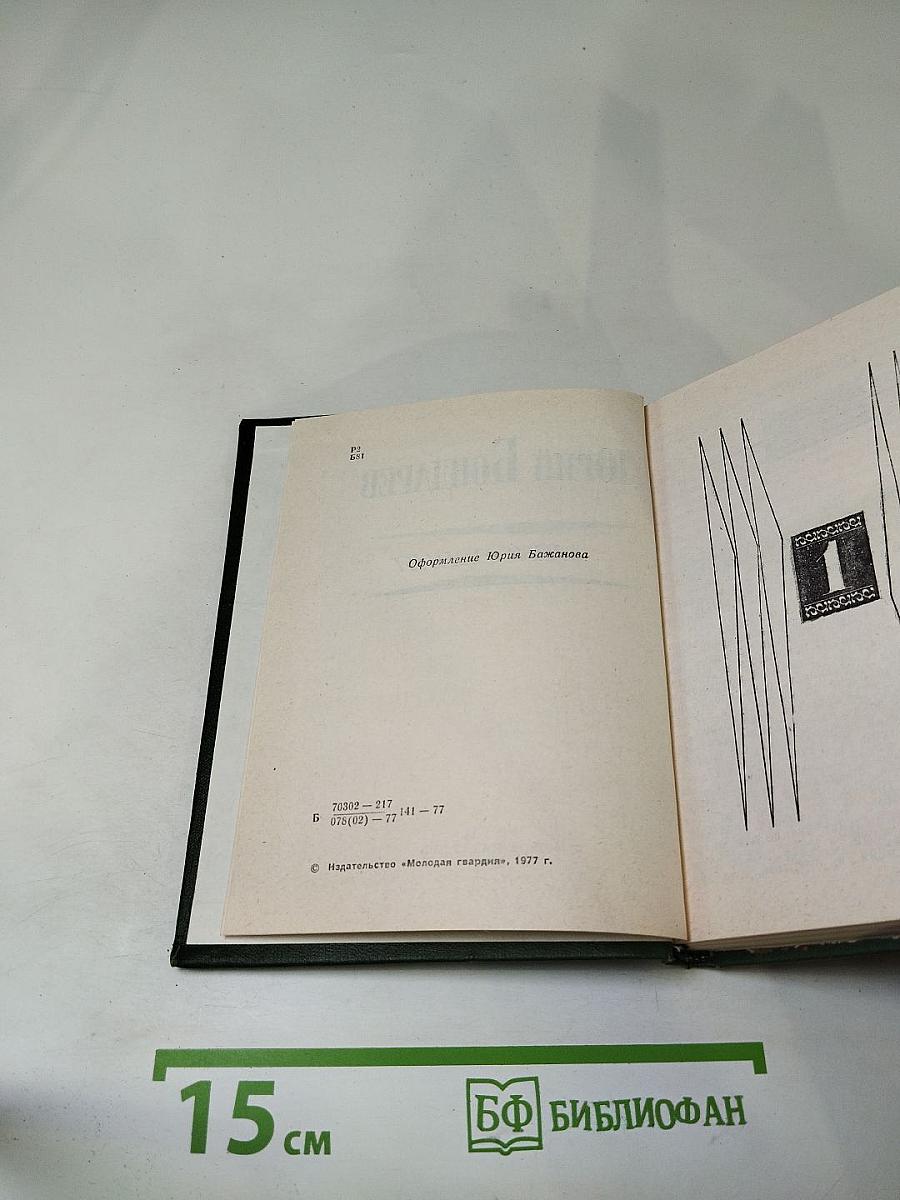 Р2
Б81
Оформление Юрия Бажанова
Б 70302 — 217
078(02) — 77 141 — 77
© Издательство «Молодая гвардия», 1977 г.
1
15 см
БФ БИБЛИОФАН